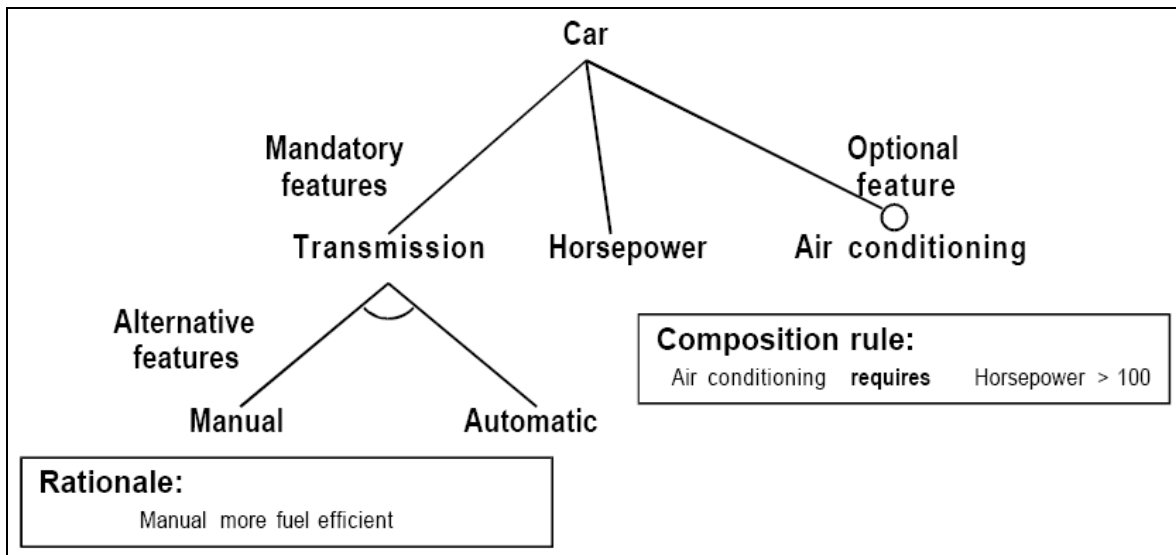 Car
Mandatory
features
Optional
feature
Transmission
Horsepower
Air conditioning
Alternative
features
Composition rule:
Air conditioning requires Horsepower > 100
Manual
Automatic
Rationale:
Manual more fuel efficient